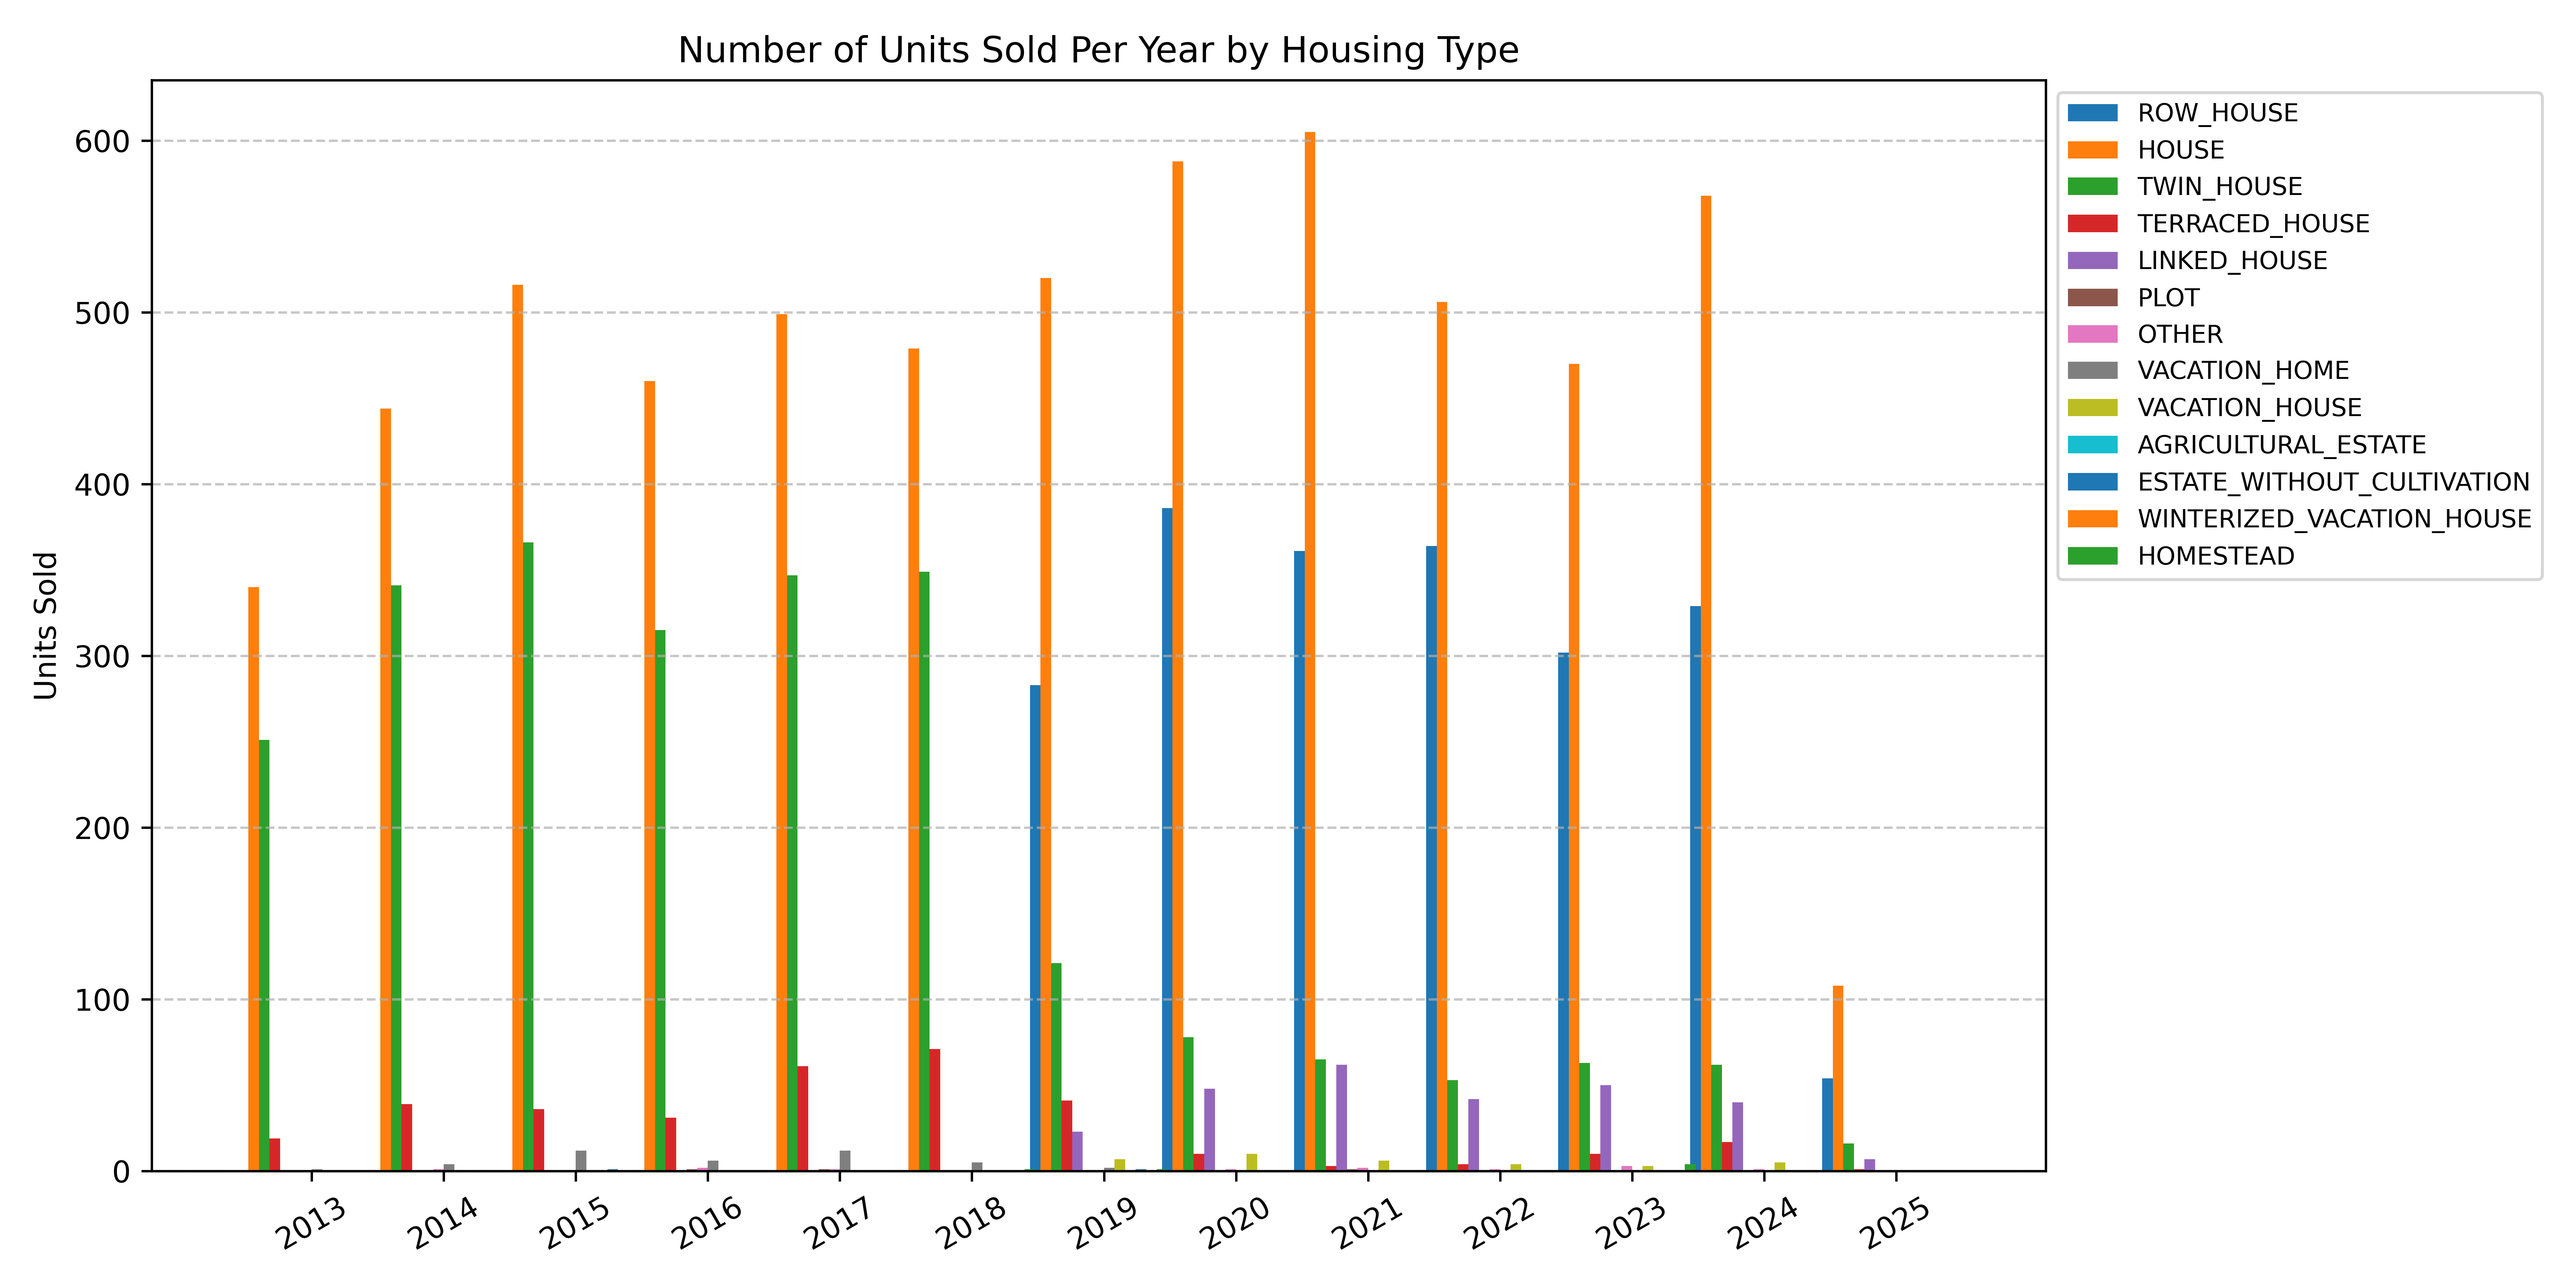 Number of Units Sold Per Year by Housing Type
Units Sold
600
500
400
300
200
100
0
2013
2014
2015
2016
2017
2018
2019
2020
2021
2022
2023
2024
2025
ROW_HOUSE
HOUSE
TWIN_HOUSE
TERRACED_HOUSE
LINKED_HOUSE
PLOT
OTHER
VACATION_HOME
VACATION_HOUSE
AGRICULTURAL_ESTATE
ESTATE_WITHOUT_CULTIVATION
WINTERIZED_VACATION_HOUSE
HOMESTEAD